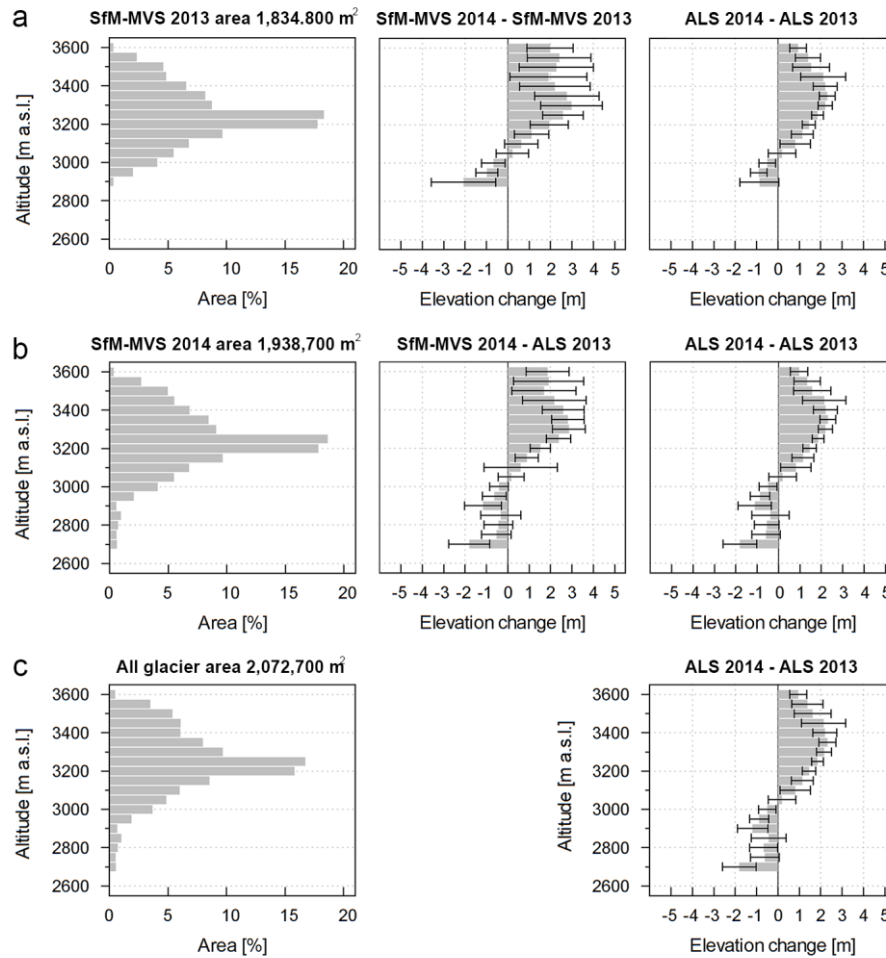 a
SfM-MVS 2013 area 1,834.800 m²
SfM-MVS 2014 - SfM-MVS 2013
ALS 2014 - ALS 2013
3600
3400
3200
3000
2800
2600
Altitude [m a.s.l.]
0 5 10 15 20
-5 -4 -3 -2 -1 0 1 2 3 4 5
-5 -4 -3 -2 -1 0 1 2 3 4 5
Area [%]
Elevation change [m]
Elevation change [m]
b
SfM-MVS 2014 area 1,938,700 m²
SfM-MVS 2014 - ALS 2013
ALS 2014 - ALS 2013
3600
3400
3200
3000
2800
2600
Altitude [m a.s.l.]
0 5 10 15 20
-5 -4 -3 -2 -1 0 1 2 3 4 5
-5 -4 -3 -2 -1 0 1 2 3 4 5
Area [%]
Elevation change [m]
Elevation change [m]
c
All glacier area 2,072,700 m²
ALS 2014 - ALS 2013
3600
3400
3200
3000
2800
2600
Altitude [m a.s.l.]
0 5 10 15 20
Area [%]
3600
3400
3200
3000
2800
2600
Altitude [m a.s.l.]
-5 -4 -3 -2 -1 0 1 2 3 4 5
Elevation change [m]